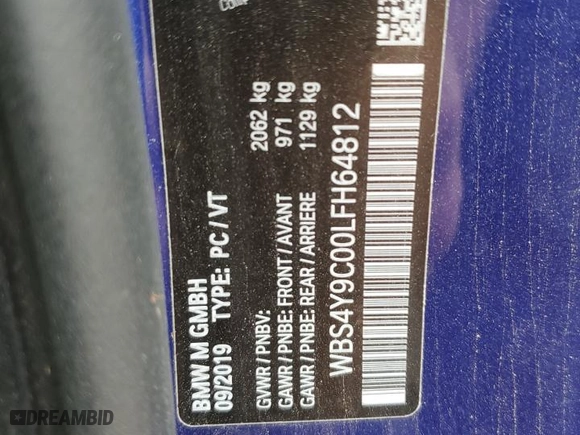 BMW M GMBH
09/2019 TYPE: PC / VT
GVWR / PNBV: 2062 kg
GAWR / PNBE: FRONT / AVANT 971 kg
GAWR / PNBE: REAR / ARRIERE 1129 kg
WBS4Y9C00LFH64812
DREAMBID